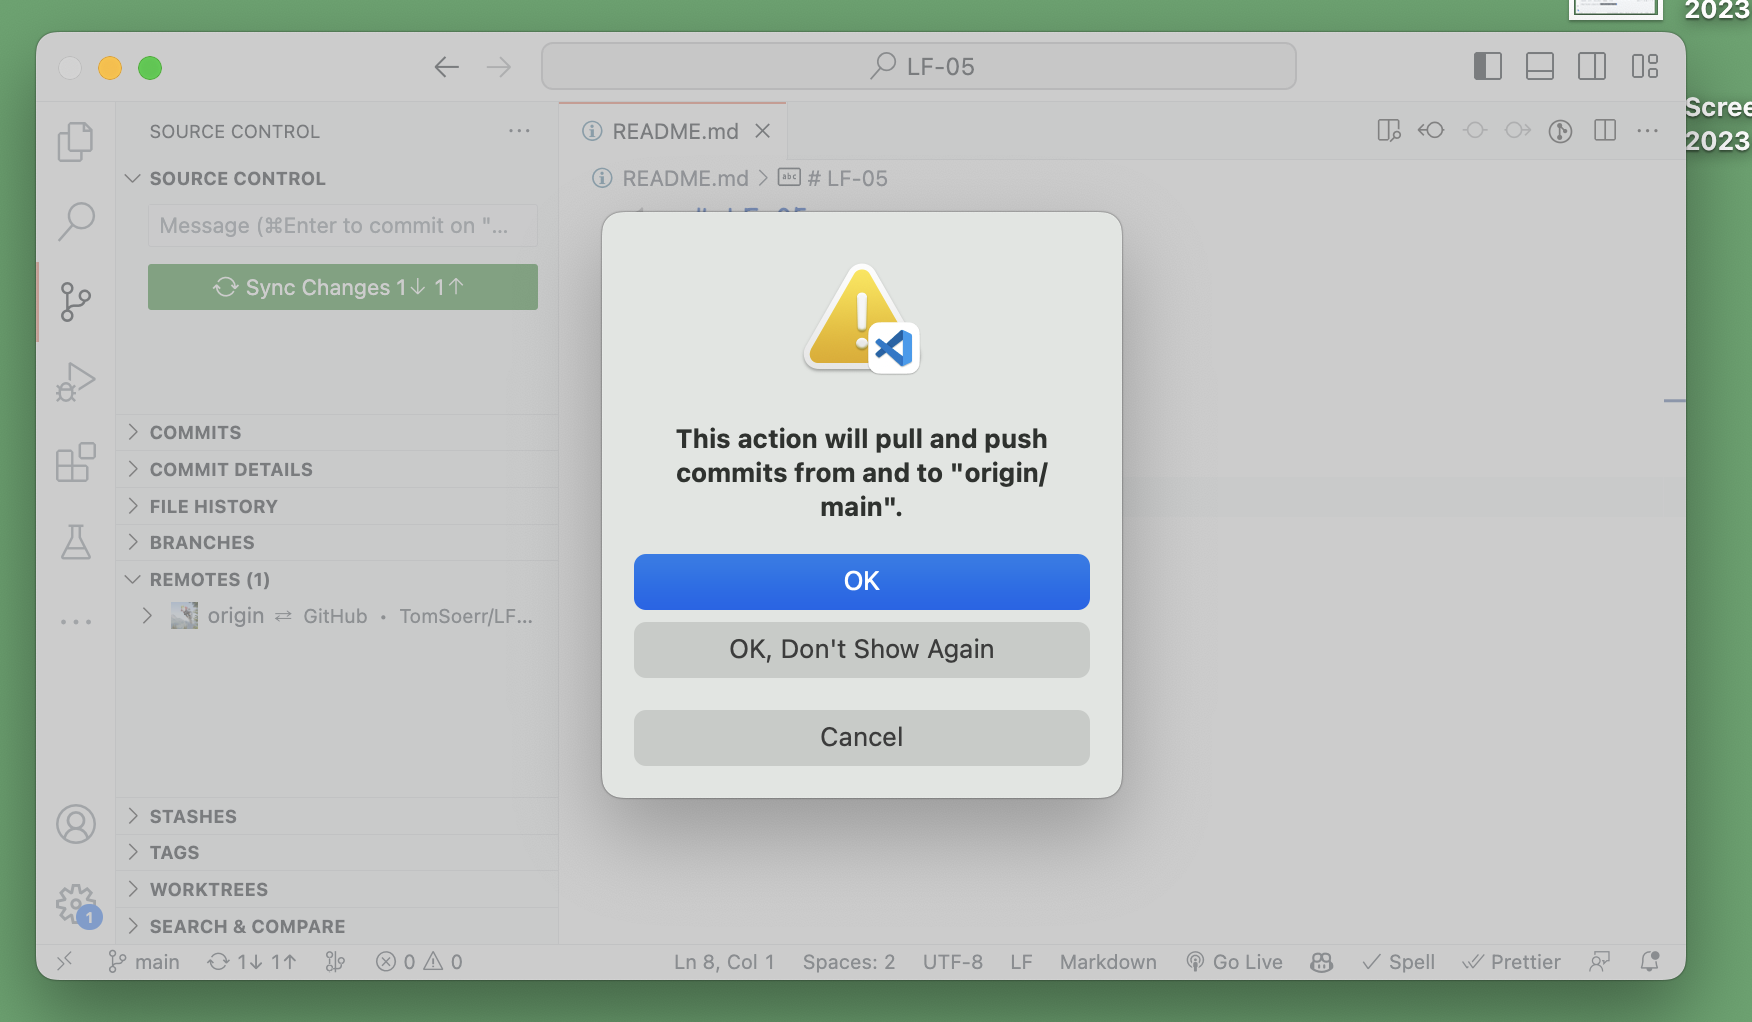 2023
Scree
2023
LF-05
SOURCE CONTROL
SOURCE CONTROL
Message (⌘Enter to commit on "...
Sync Changes 1↓ 1↑
COMMITS
COMMIT DETAILS
FILE HISTORY
BRANCHES
REMOTES (1)
origin ⇄ GitHub • TomSoerr/LF...
STASHES
TAGS
WORKTREES
SEARCH & COMPARE
README.md
README.md > abc # LF-05
This action will pull and push
commits from and to "origin/
main".
OK
OK, Don't Show Again
Cancel
1
main 1↓ 1↑ 0 0 Ln 8, Col 1 Spaces: 2 UTF-8 LF Markdown Go Live Spell Prettier